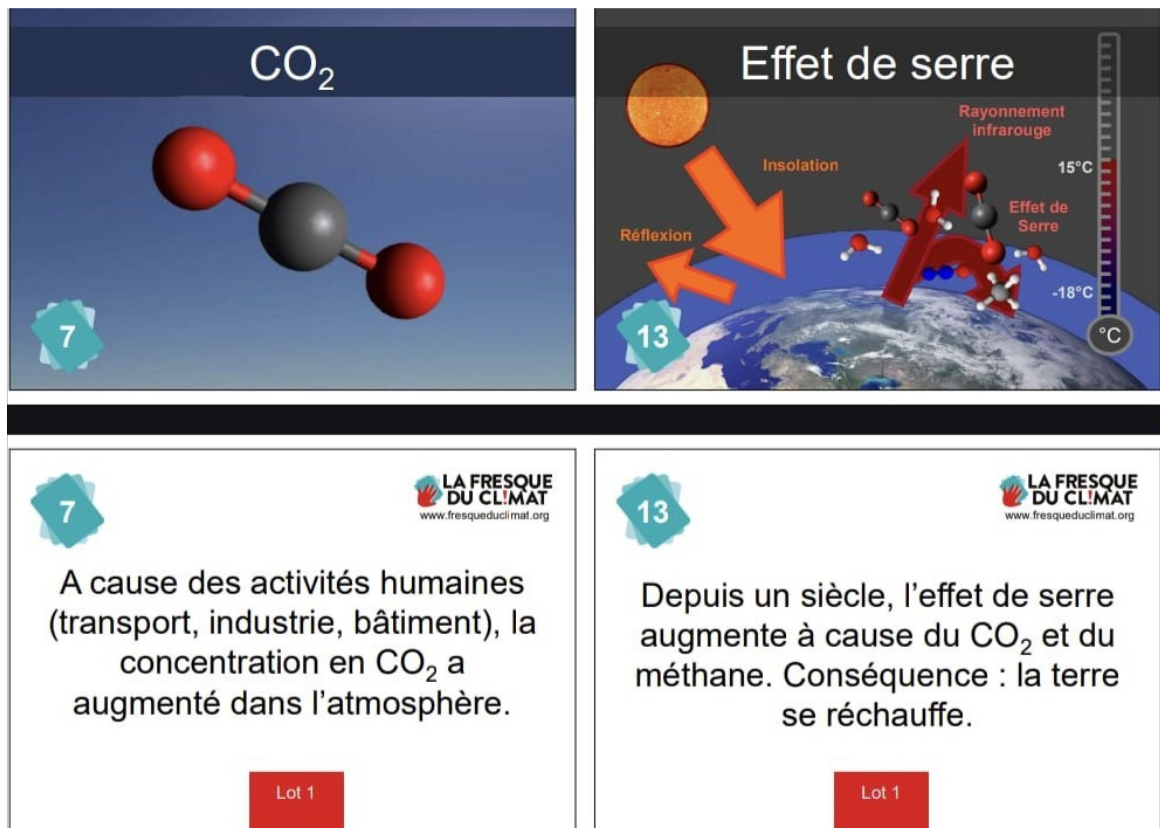 CO₂
7
Effet de serre
Rayonnement
infrarouge
Insolation
15°C
Effet de
Serre
Réflexion
-18°C
13
°C
7
LA FRESQUE
DU CL!MAT
www.fresqueduclimat.org
A cause des activités humaines
(transport, industrie, bâtiment), la
concentration en CO₂ a
augmenté dans l'atmosphère.
Lot 1
13
LA FRESQUE
DU CL!MAT
www.fresqueduclimat.org
Depuis un siècle, l'effet de serre
augmente à cause du CO₂ et du
méthane. Conséquence : la terre
se réchauffe.
Lot 1